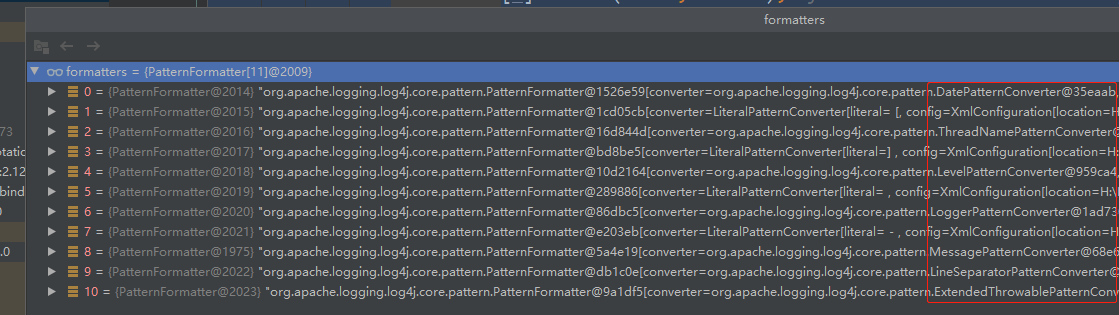 formatters
formatters = {PatternFormatter[11]@2009}
0 = {PatternFormatter@2014} "org.apache.logging.log4j.core.pattern.PatternFormatter@1526e59[converter=org.apache.logging.log4j.core.pattern.DatePatternConverter@35eaab,
1 = {PatternFormatter@2015} "org.apache.logging.log4j.core.pattern.PatternFormatter@1cd05cb[converter=LiteralPatternConverter[literal= [, config=XmlConfiguration[location=H
2 = {PatternFormatter@2016} "org.apache.logging.log4j.core.pattern.PatternFormatter@16d844d[converter=org.apache.logging.log4j.core.pattern.ThreadNamePatternConverter@
73
3 = {PatternFormatter@2017} "org.apache.logging.log4j.core.pattern.PatternFormatter@bd8be5[converter=LiteralPatternConverter[literal=] , config=XmlConfiguration[location=H:
otatio
4 = {PatternFormatter@2018} "org.apache.logging.log4j.core.pattern.PatternFormatter@10d2164[converter=org.apache.logging.log4j.core.pattern.LevelPatternConverter@959ca4
:2.12
5 = {PatternFormatter@2019} "org.apache.logging.log4j.core.pattern.PatternFormatter@289886[converter=LiteralPatternConverter[literal= , config=XmlConfiguration[location=H:\
bind
6 = {PatternFormatter@2020} "org.apache.logging.log4j.core.pattern.PatternFormatter@86dbc5[converter=org.apache.logging.log4j.core.pattern.LoggerPatternConverter@1ad73
0
7 = {PatternFormatter@2021} "org.apache.logging.log4j.core.pattern.PatternFormatter@e203eb[converter=LiteralPatternConverter[literal= - , config=XmlConfiguration[location=H
.0
8 = {PatternFormatter@1975} "org.apache.logging.log4j.core.pattern.PatternFormatter@5a4e19[converter=org.apache.logging.log4j.core.pattern.MessagePatternConverter@68e6
9 = {PatternFormatter@2022} "org.apache.logging.log4j.core.pattern.PatternFormatter@db1c0e[converter=org.apache.logging.log4j.core.pattern.LineSeparatorPatternConverter@
10 = {PatternFormatter@2023} "org.apache.logging.log4j.core.pattern.PatternFormatter@9a1df5[converter=org.apache.logging.log4j.core.pattern.ExtendedThrowablePatternConv